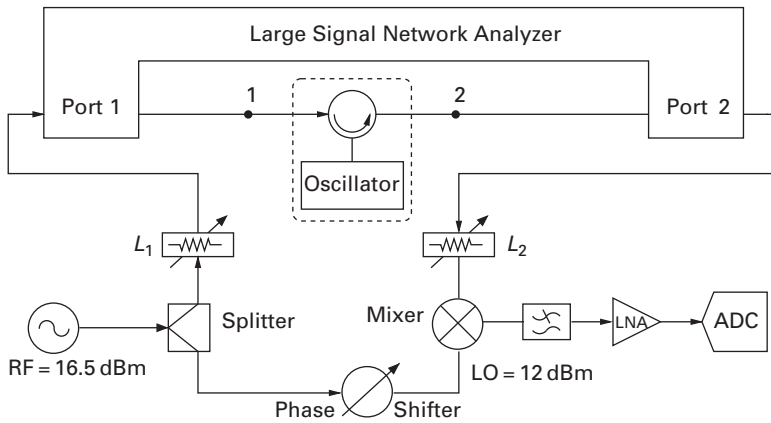 Large Signal Network Analyzer
Port 1
1
2
Port 2
Oscillator
L1
L2
Splitter
Mixer
LNA
ADC
RF = 16.5 dBm
LO = 12 dBm
Phase
Shifter